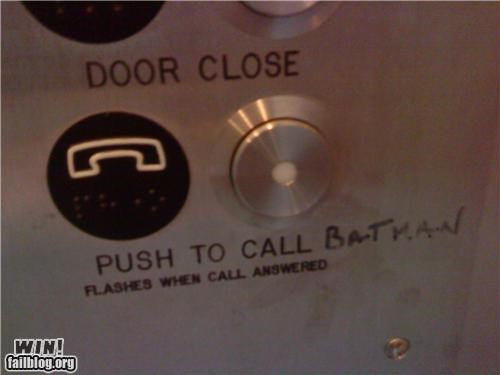 DOOR CLOSE
PUSH TO CALL BATMAN
FLASHES WHEN CALL ANSWERED
WIN!
failblog.org